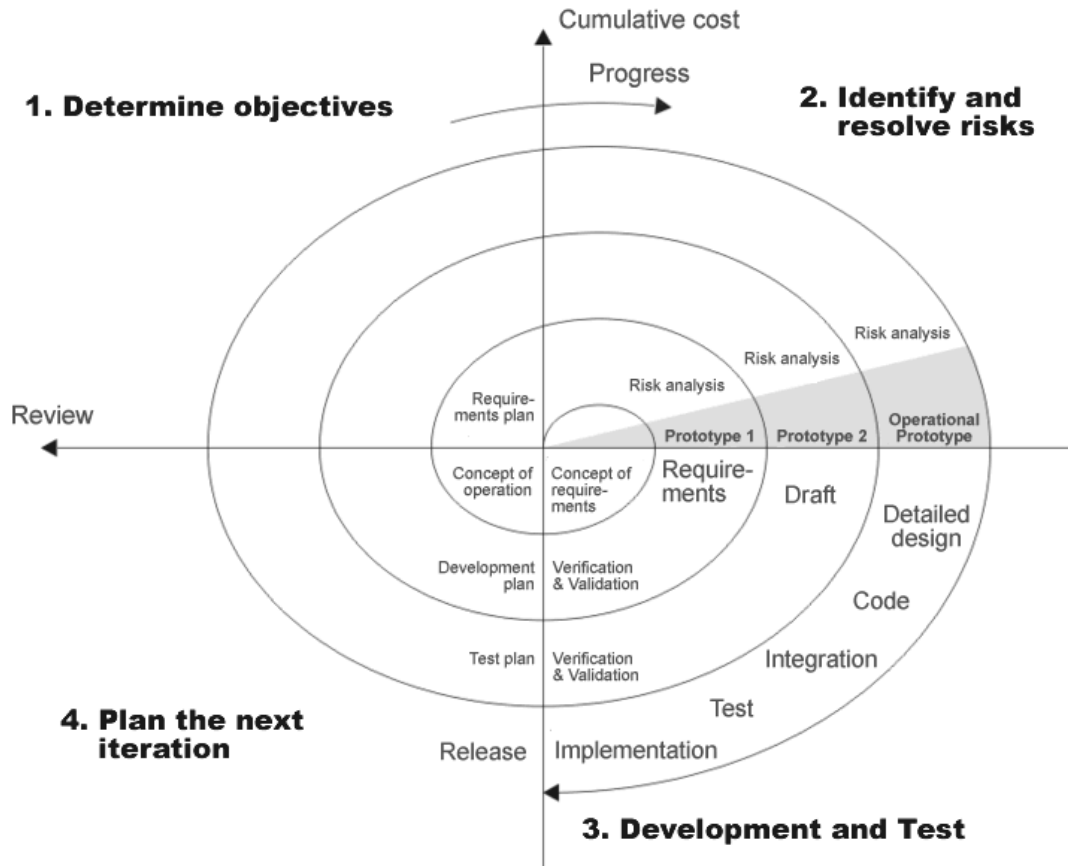 Cumulative cost
Progress
1. Determine objectives
2. Identify and
resolve risks
Risk analysis
Risk analysis
Risk analysis
Require-
ments plan
Review
Prototype 1
Prototype 2
Operational
Prototype
Concept of
operation
Concept of
require-
ments
Require-
ments
Draft
Detailed
design
Development
plan
Verification
& Validation
Code
Test plan
Verification
& Validation
Integration
Test
4. Plan the next
iteration
Release
Implementation
3. Development and Test